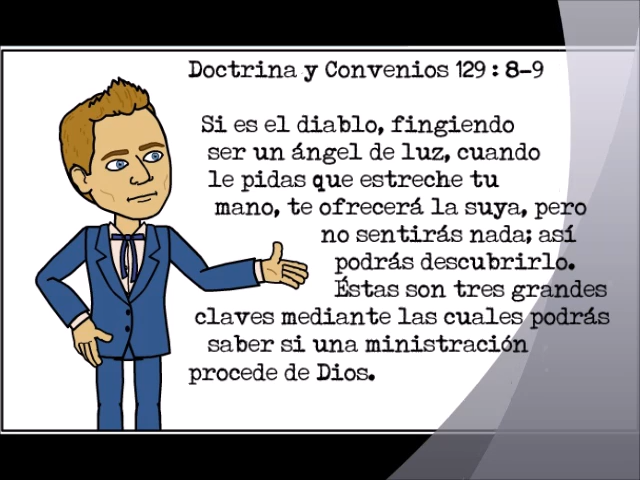 Doctrina y Convenios 129 : 8-9
Si es el diablo, fingiendo
ser un ángel de luz, cuando
le pidas que estreche tu
mano, te ofrecerá la suya, pero
no sentirás nada; así
podrás descubrirlo.
Éstas son tres grandes
claves mediante las cuales podrás
saber si una ministración
procede de Dios.